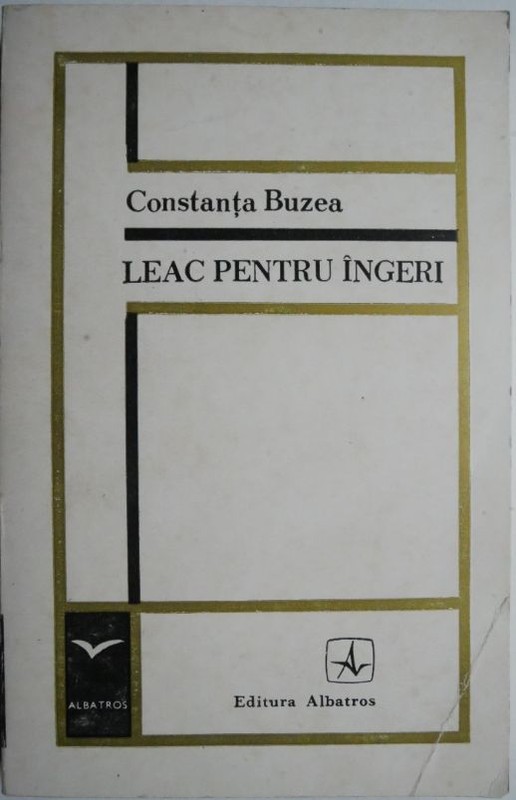 Constanța Buzea
LEAC PENTRU ÎNGERI
ALBATROS
Editura Albatros